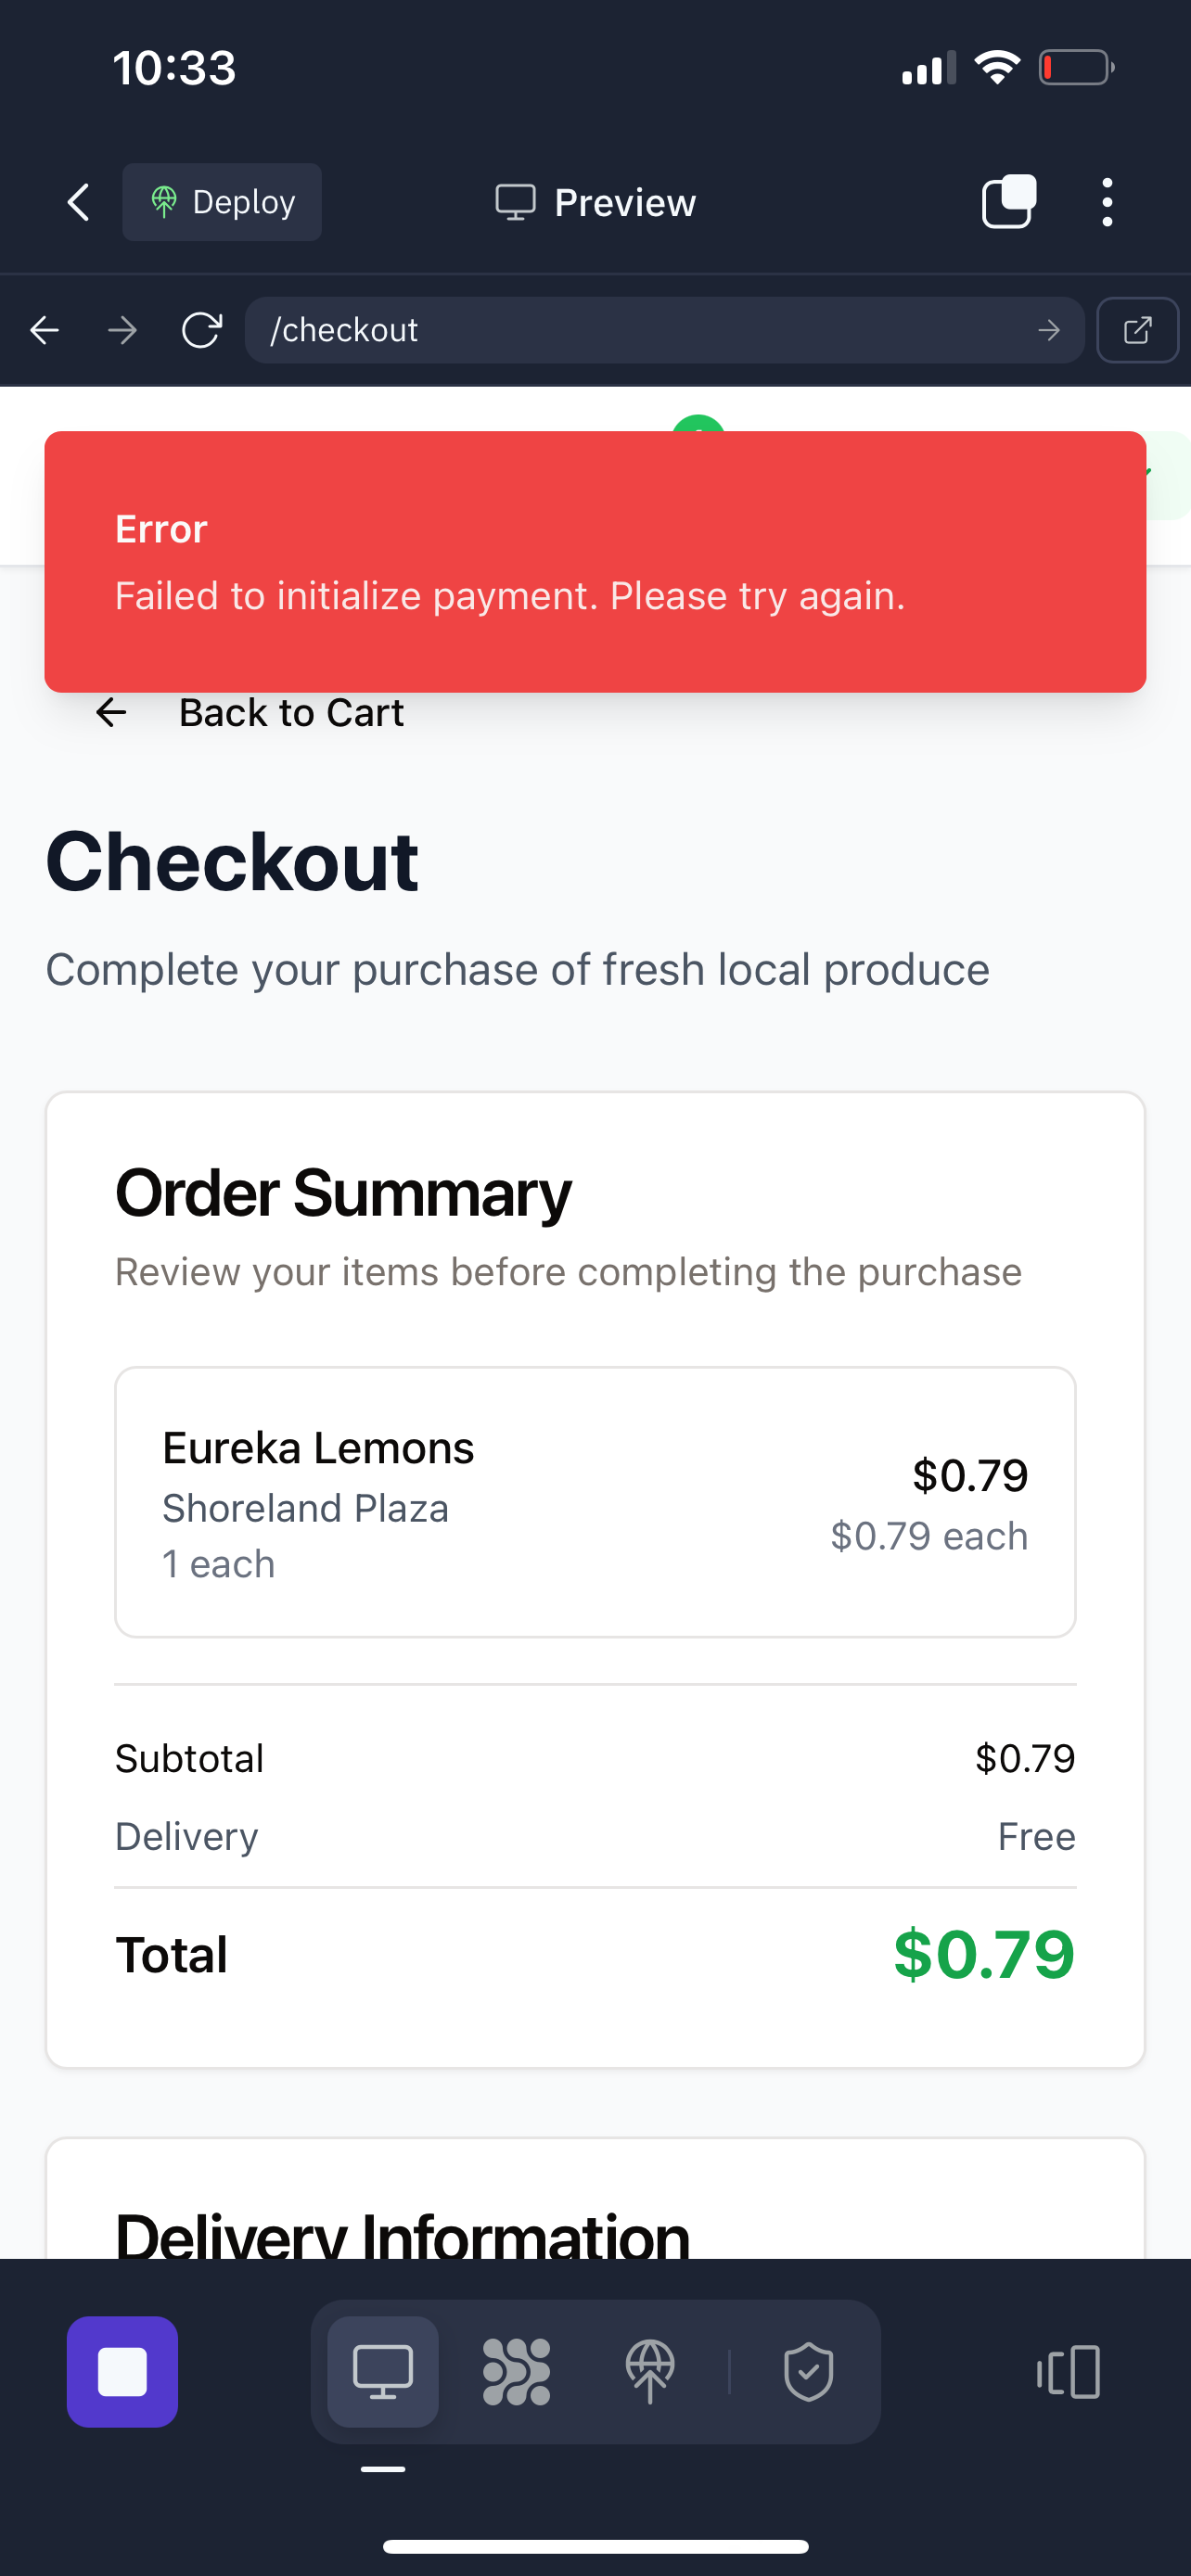 10:33
Deploy
Preview
/checkout
Error
Failed to initialize payment. Please try again.
Back to Cart
Checkout
Complete your purchase of fresh local produce
Order Summary
Review your items before completing the purchase
Eureka Lemons
$0.79
Shoreland Plaza
$0.79 each
1 each
Subtotal
$0.79
Delivery
Free
Total
$0.79
Delivery Information